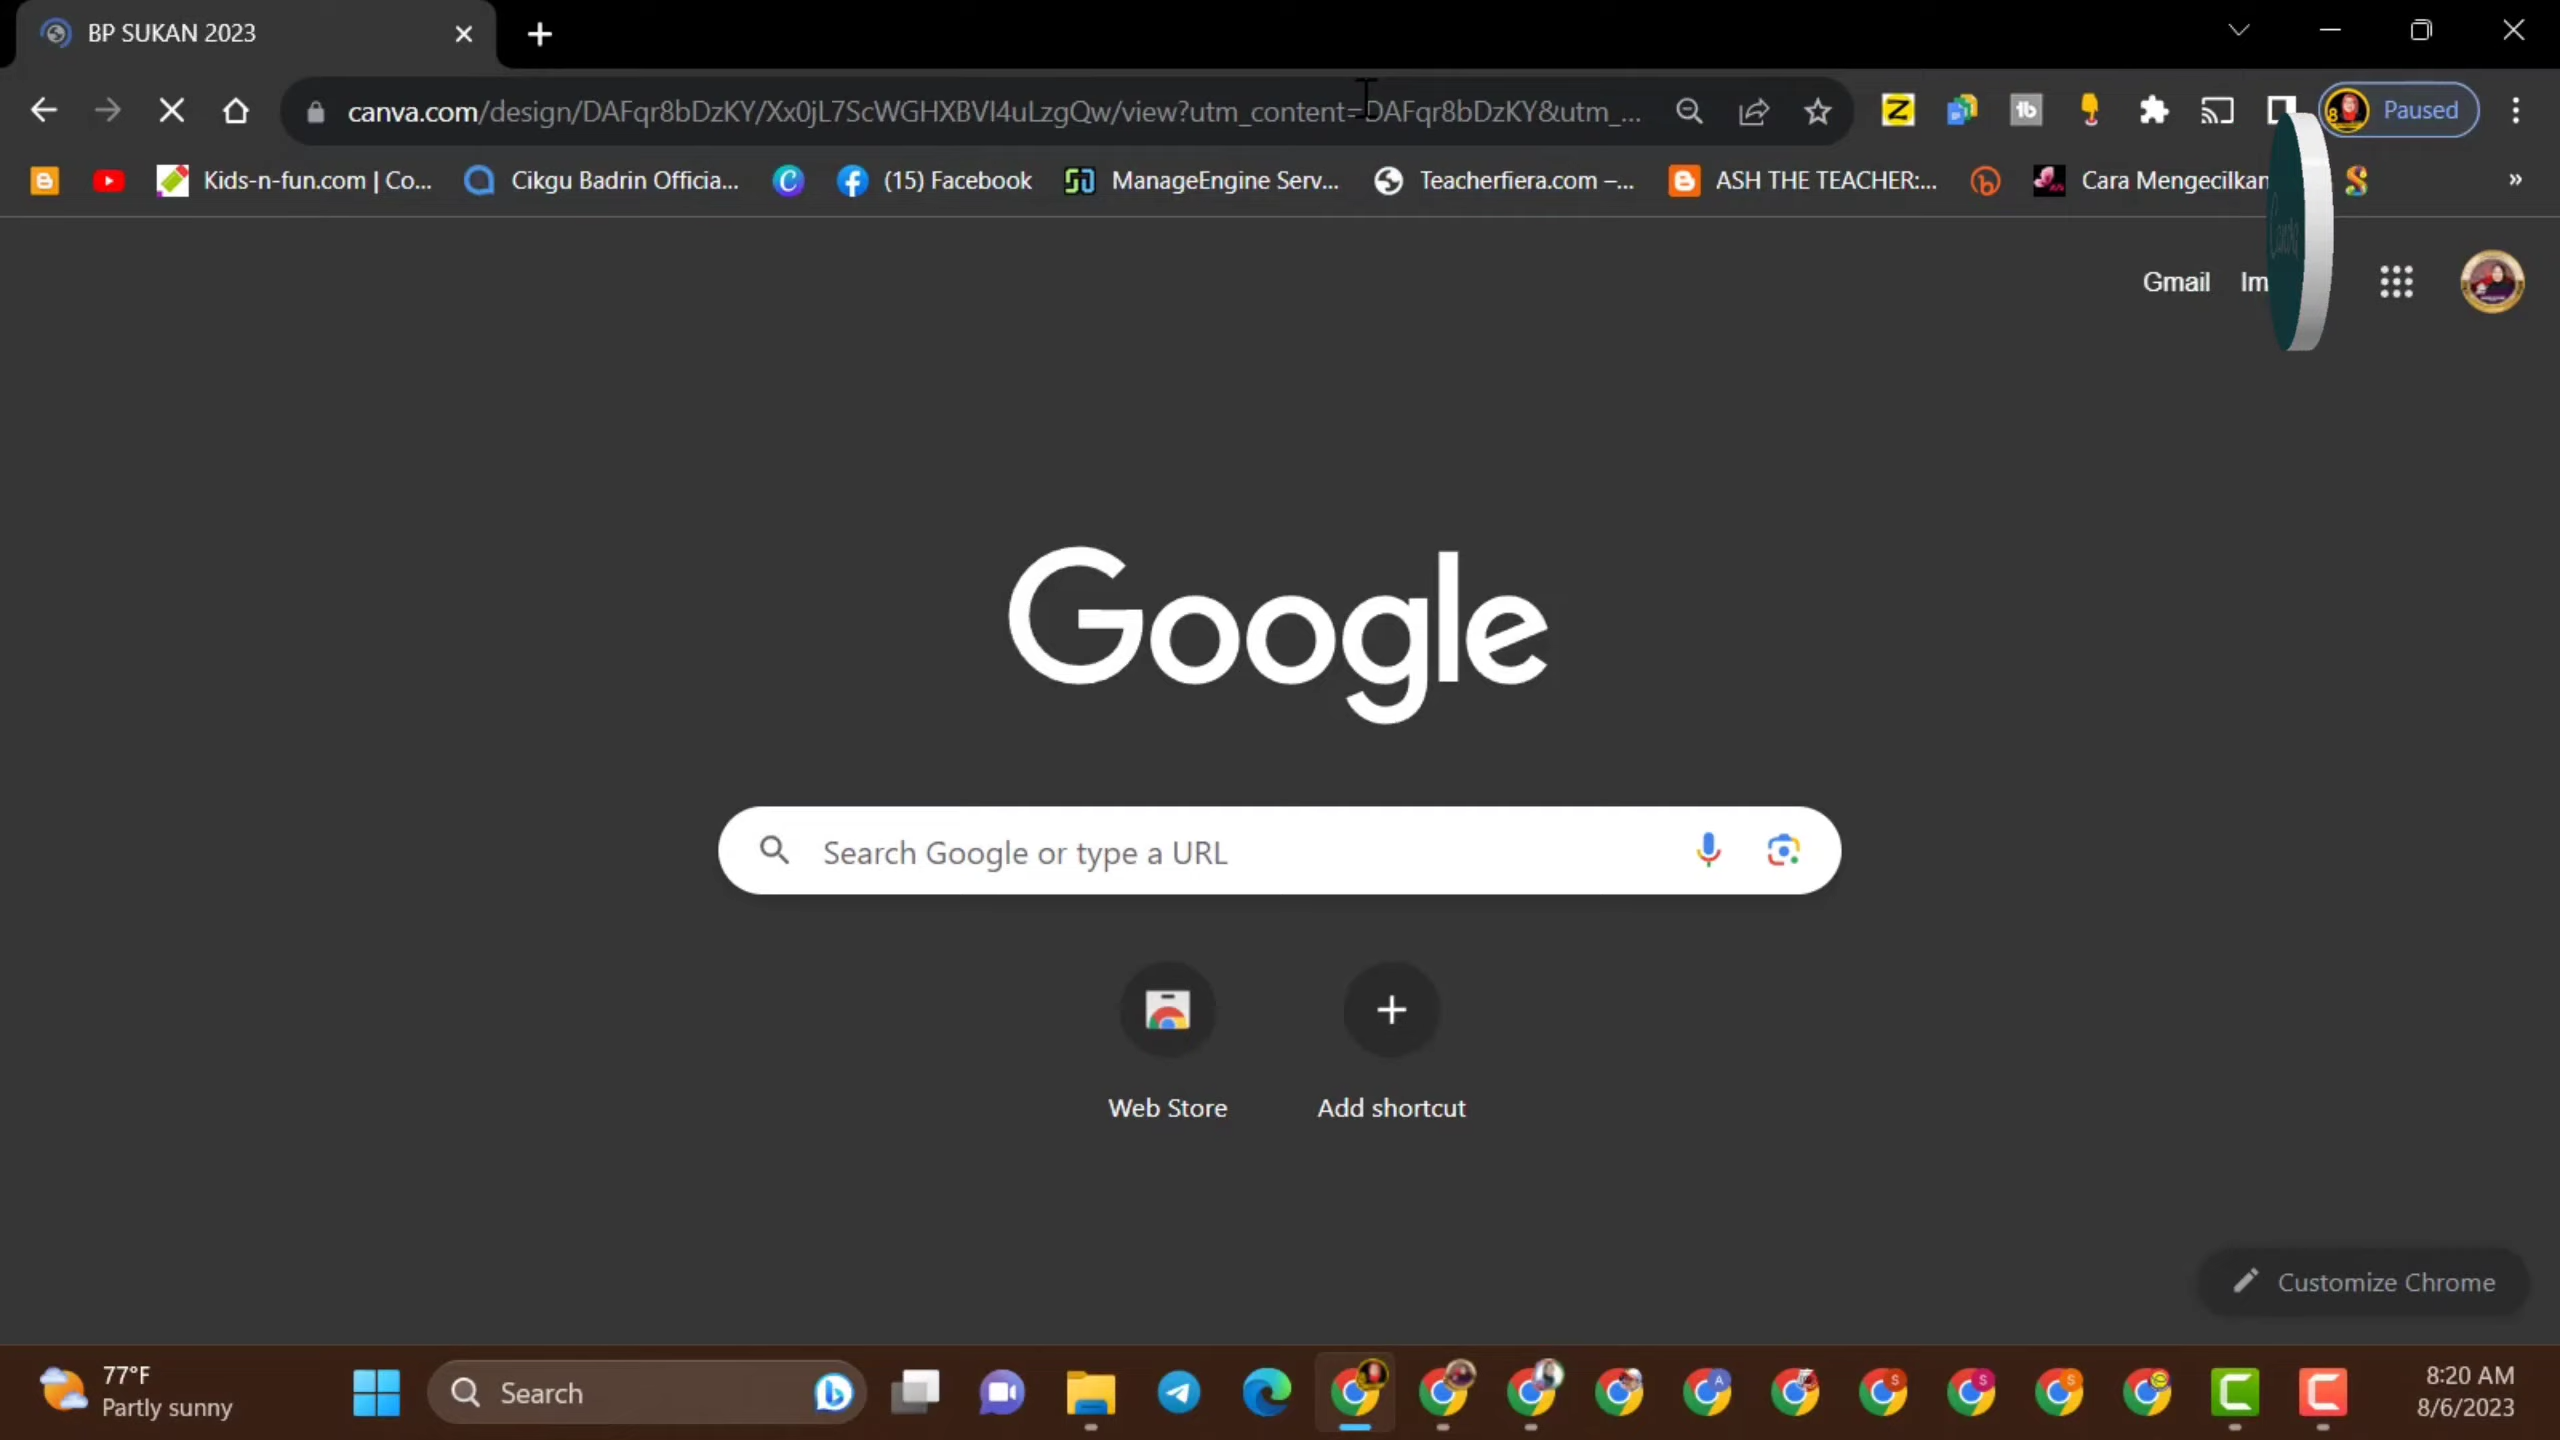 BP SUKAN 2023
canva.com/design/DAFqr8bDzKY/Xx0jL7ScWGHXBVI4uLzgQw/view?utm_content=DAFqr8bDzKY&utm_...
Paused
Kids-n-fun.com | Co...
Cikgu Badrin Officia...
(15) Facebook
ManageEngine Serv...
Teacherfiera.com –...
ASH THE TEACHER:...
Cara Mengecilkan
Gmail
Im
Canva
Google
Search Google or type a URL
Web Store
Add shortcut
Customize Chrome
77°F
Partly sunny
Search
8:20 AM
8/6/2023